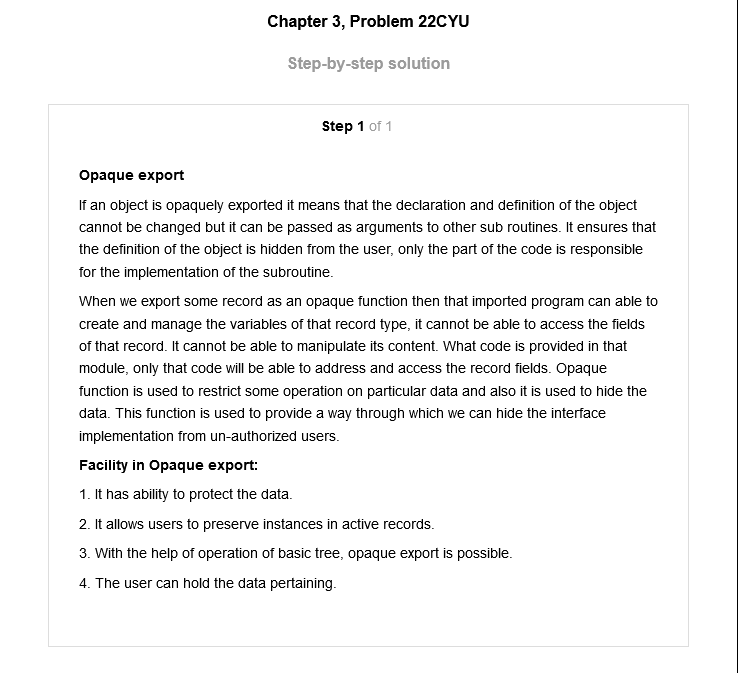 Chapter 3, Problem 22CYU
Step-by-step solution
Step 1 of 1
Opaque export
If an object is opaquely exported it means that the declaration and definition of the object
cannot be changed but it can be passed as arguments to other sub routines. It ensures that
the definition of the object is hidden from the user, only the part of the code is responsible
for the implementation of the subroutine.
When we export some record as an opaque function then that imported program can able to
create and manage the variables of that record type, it cannot be able to access the fields
of that record. It cannot be able to manipulate its content. What code is provided in that
module, only that code will be able to address and access the record fields. Opaque
function is used to restrict some operation on particular data and also it is used to hide the
data. This function is used to provide a way through which we can hide the interface
implementation from un-authorized users.
Facility in Opaque export:
1. It has ability to protect the data.
2. It allows users to preserve instances in active records.
3. With the help of operation of basic tree, opaque export is possible.
4. The user can hold the data pertaining.